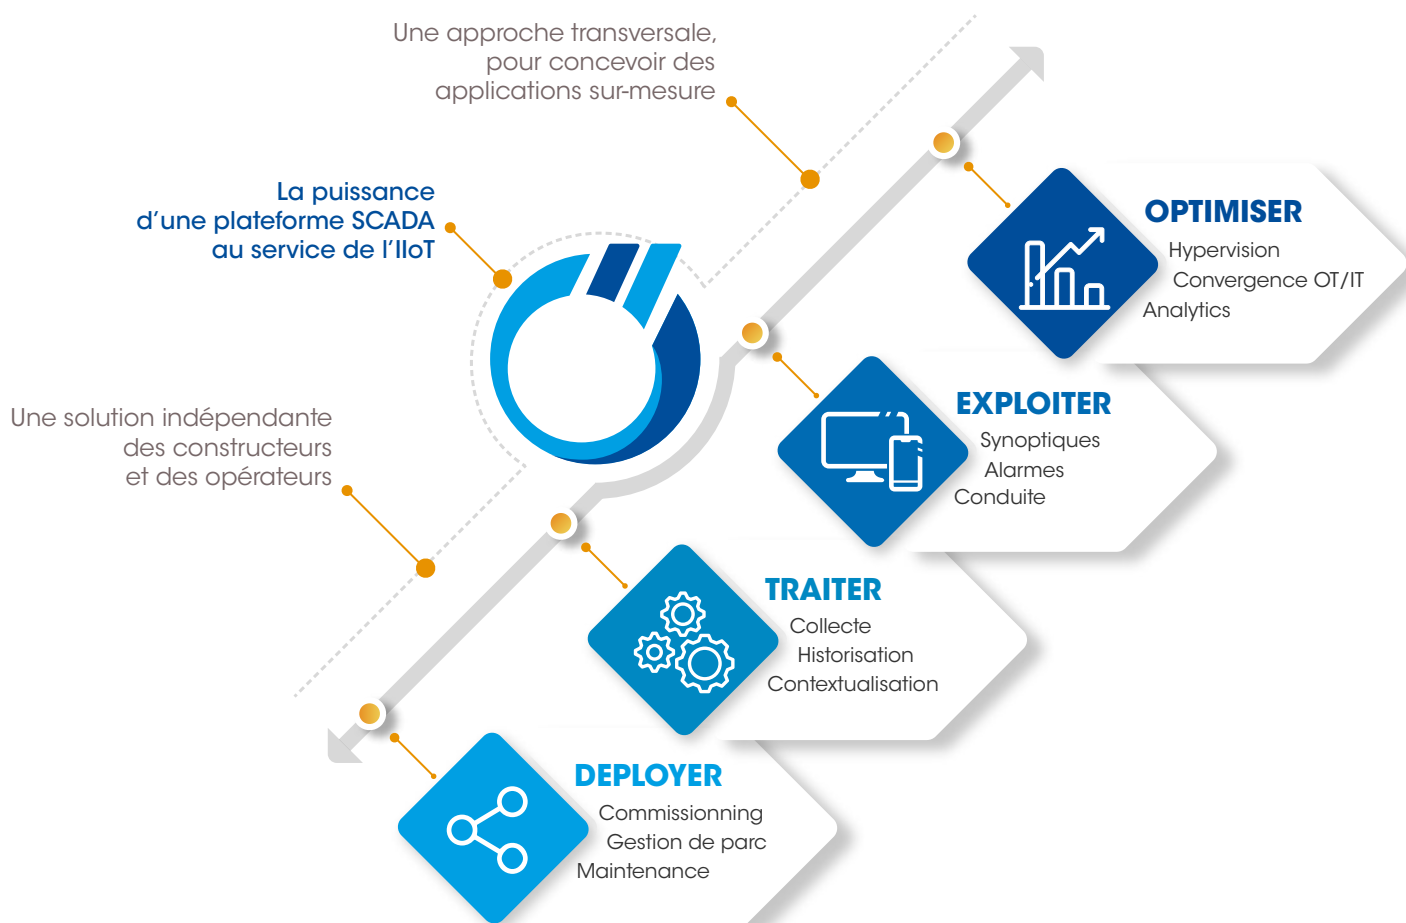 Une approche transversale,
pour concevoir des
applications sur-mesure
La puissance
d’une plateforme SCADA
au service de l’IIoT
Une solution indépendante
des constructeurs
et des opérateurs
OPTIMISER
Hypervision
Convergence OT/IT
Analytics
EXPLOITER
Synoptiques
Alarmes
Conduite
TRAITER
Collecte
Historisation
Contextualisation
DEPLOYER
Commissionning
Gestion de parc
Maintenance